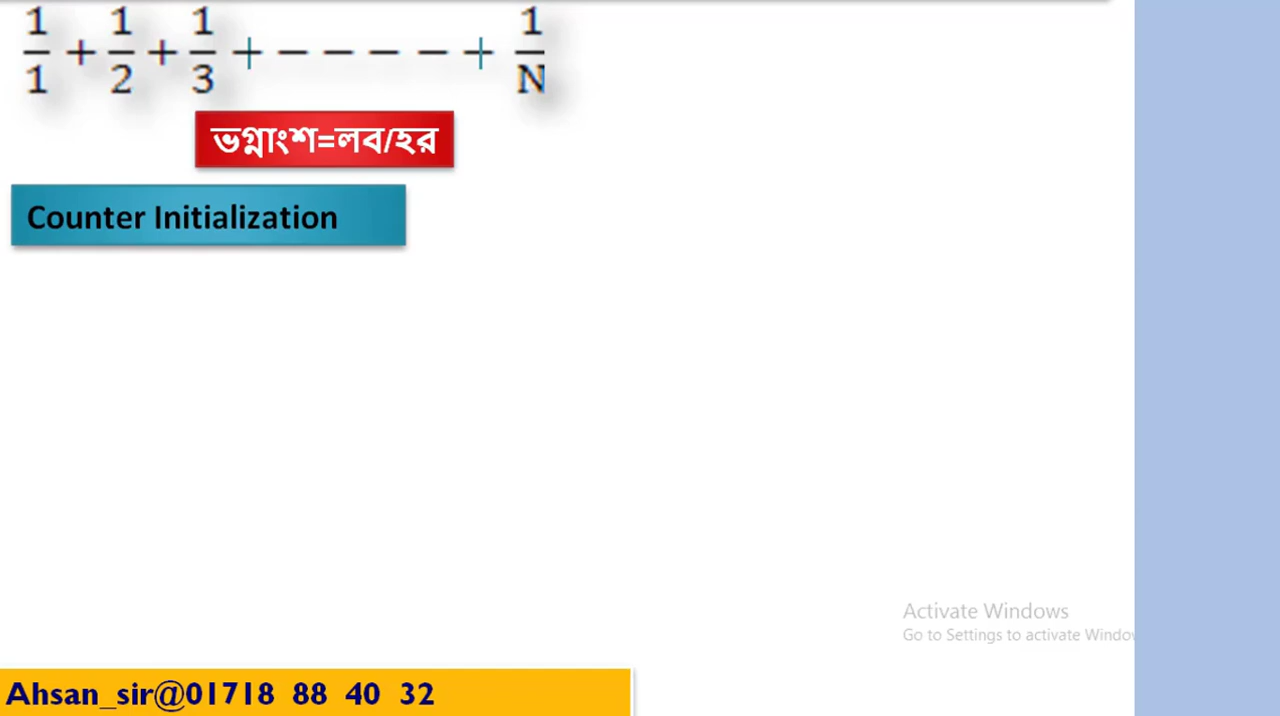 1/1 + 1/2 + 1/3 + − − − − + 1/N
ভগ্নাংশ=লব/হর
Counter Initialization
Activate Windows
Go to Settings to activate Windo
Ahsan_sir@01718 88 40 32